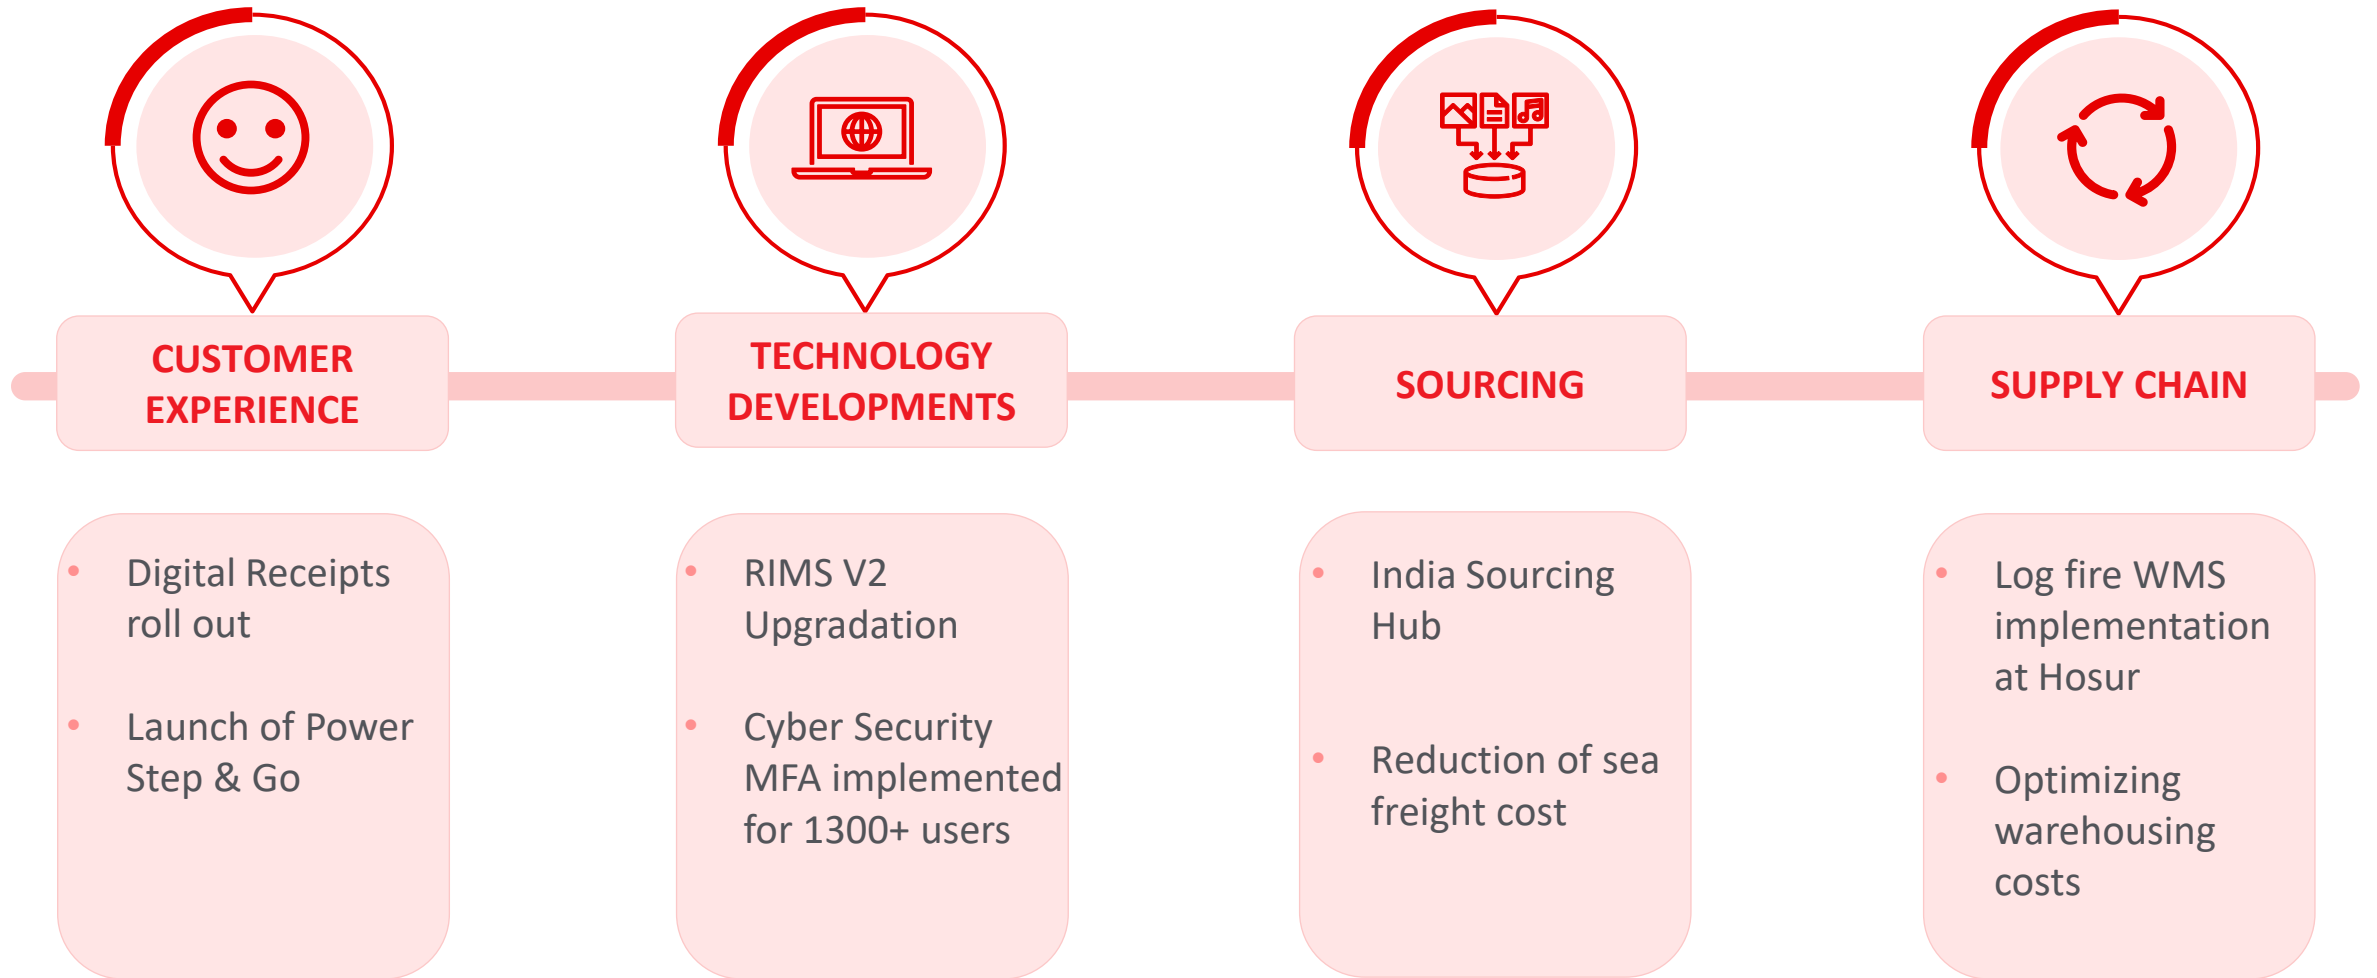 CUSTOMER
EXPERIENCE
TECHNOLOGY
DEVELOPMENTS
SOURCING
SUPPLY CHAIN
• Digital Receipts
roll out
• Launch of Power
Step & Go
• RIMS V2
Upgradation
• Cyber Security
MFA implemented
for 1300+ users
• India Sourcing
Hub
• Reduction of sea
freight cost
• Log fire WMS
implementation
at Hosur
• Optimizing
warehousing
costs